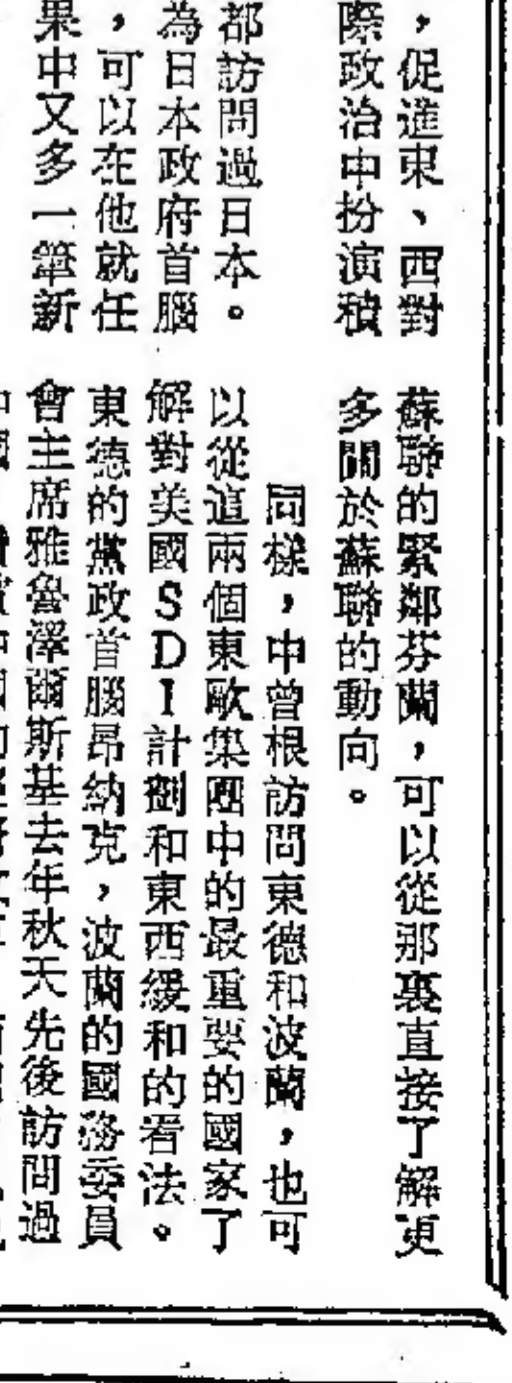 ，促進東、西對
際政治中扮演積
都訪問過日本。
為日本政府首腦
，可以在他就任
果中又多一筆新
蘇聯的緊鄰芬蘭，可以從那裏直接了解更
多關於蘇聯的動向。
同樣，中曾根訪問東德和波蘭，也可
以從這兩個東歐集團中的最重要的國家了
解對美國SDI計劃和東西緩和的看法。
東德的黨政首腦昂納克，波蘭的國務委員
會主席雅魯澤爾斯基去年秋天先後訪問過